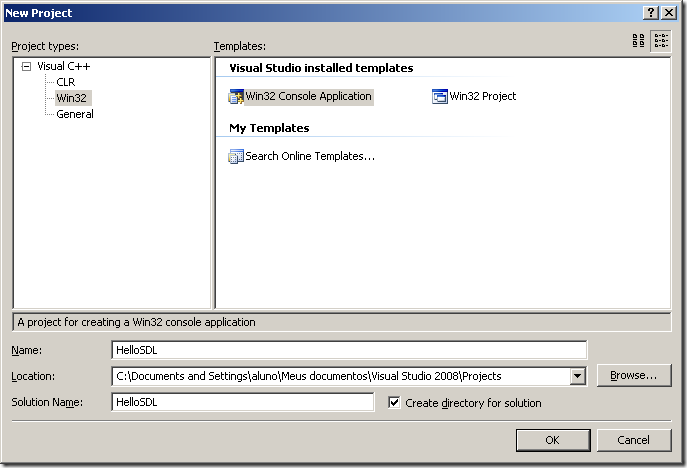 New Project
Project types:
Templates:
Visual C++
CLR
Win32
General
Visual Studio installed templates
Win32 Console Application
Win32 Project
My Templates
Search Online Templates...
A project for creating a Win32 console application
Name:
HelloSDL
Location:
C:\Documents and Settings\aluno\Meus documentos\Visual Studio 2008\Projects
Browse...
Solution Name:
HelloSDL
Create directory for solution
OK
Cancel